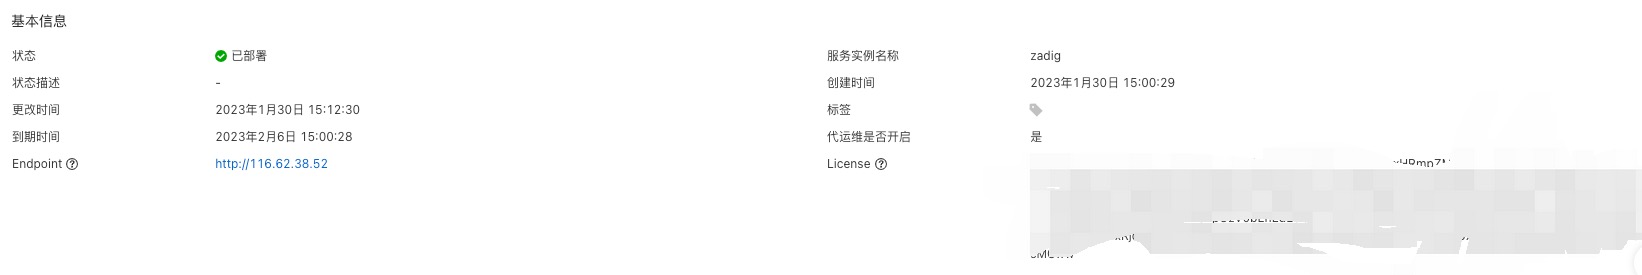 基本信息
状态 已部署 服务实例名称 zadig
状态描述 - 创建时间 2023年1月30日 15:00:29
更改时间 2023年1月30日 15:12:30 标签
到期时间 2023年2月6日 15:00:28 代运维是否开启 是
Endpoint http://116.62.38.52 License